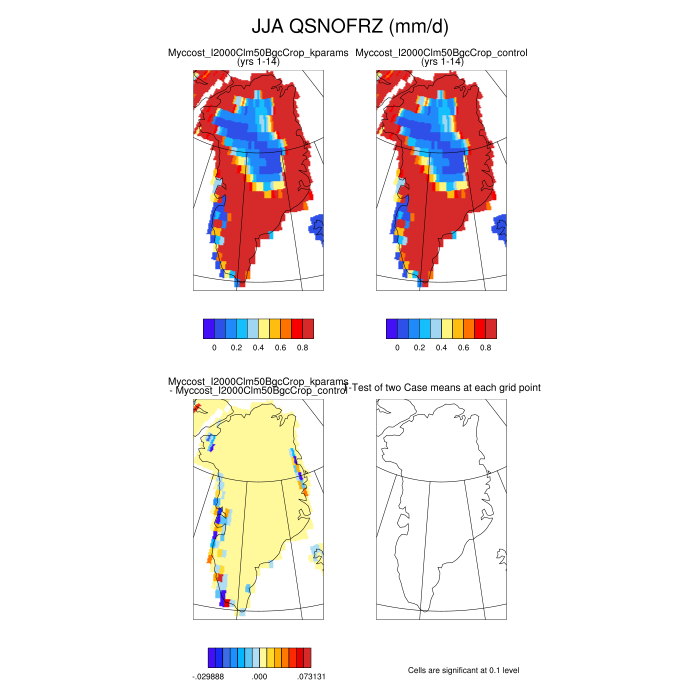 JJA QSNOFRZ (mm/d)
Myccost_I2000Clm50BgcCrop_kparams
(yrs 1-14)
Myccost_I2000Clm50BgcCrop_control
(yrs 1-14)
0 0.2 0.4 0.6 0.8
0 0.2 0.4 0.6 0.8
Myccost_I2000Clm50BgcCrop_kparams
- Myccost_I2000Clm50BgcCrop_control
-Test of two Case means at each grid point
-.029888 .000 .073131
Cells are significant at 0.1 level